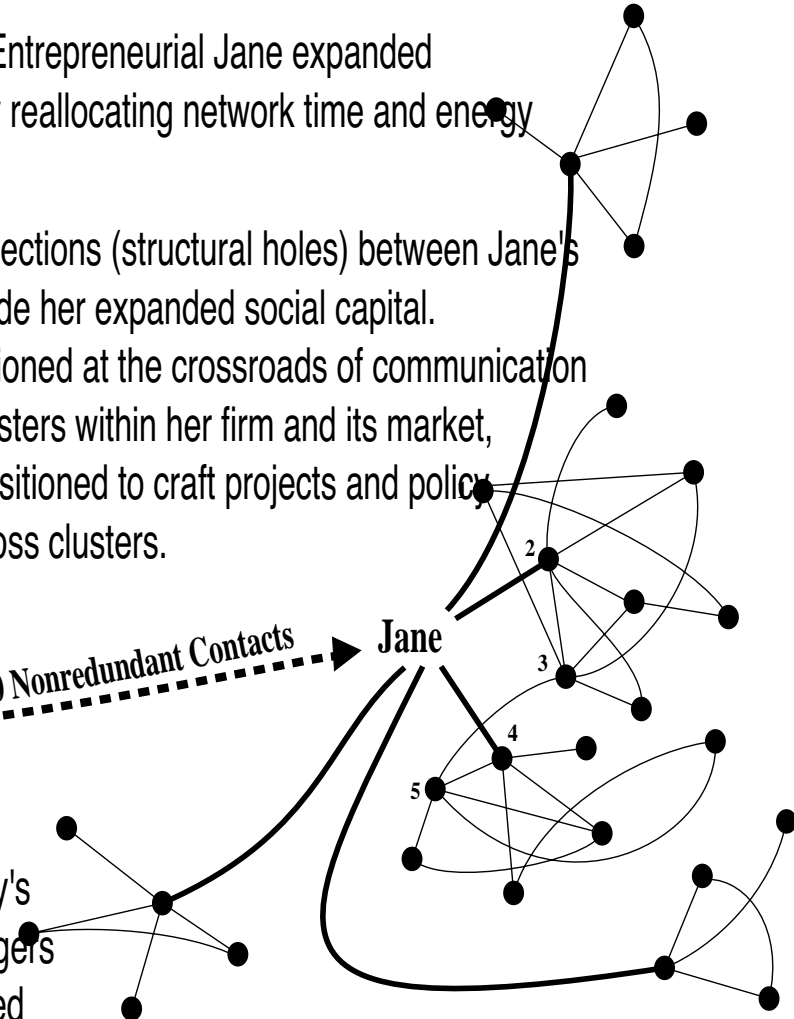 Entrepreneurial Jane expanded
reallocating network time and energy
ections (structural holes) between Jane's
de her expanded social capital.
ioned at the crossroads of communication
sters within her firm and its market,
sitioned to craft projects and policy
oss clusters.
1
2
Jane
) Nonredundant Contacts
3
4
5
y's
gers
ed